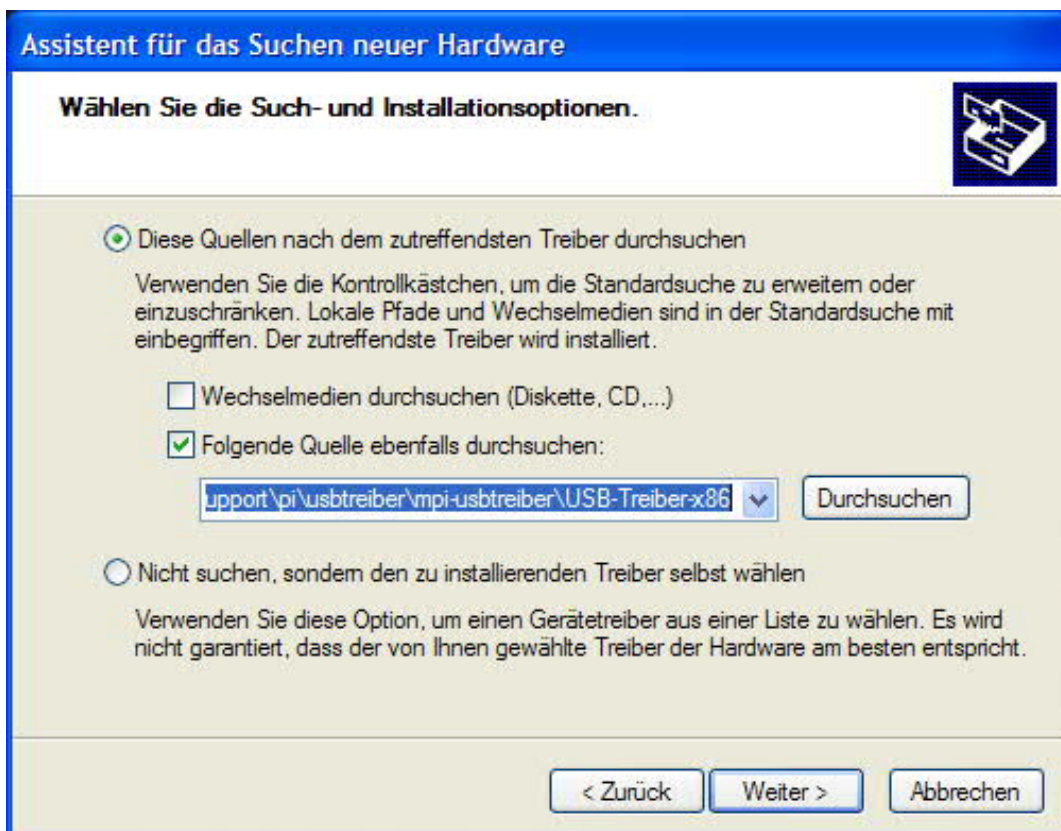 Assistent für das Suchen neuer Hardware
Wählen Sie die Such- und Installationsoptionen.
Diese Quellen nach dem zutreffendsten Treiber durchsuchen
Verwenden Sie die Kontrollkästchen, um die Standardsuche zu erweitern oder
einzuschränken. Lokale Pfade und Wechselmedien sind in der Standardsuche mit
einbegriffen. Der zutreffendste Treiber wird installiert.
Wechselmedien durchsuchen (Diskette, CD,...)
Folgende Quelle ebenfalls durchsuchen:
upport\pi\usbtreiber\mpi-usbtreiber\USB-Treiber-x86 Durchsuchen
Nicht suchen, sondern den zu installierenden Treiber selbst wählen
Verwenden Sie diese Option, um einen Gerätetreiber aus einer Liste zu wählen. Es wird
nicht garantiert, dass der von Ihnen gewählte Treiber der Hardware am besten entspricht.
< Zurück Weiter > Abbrechen